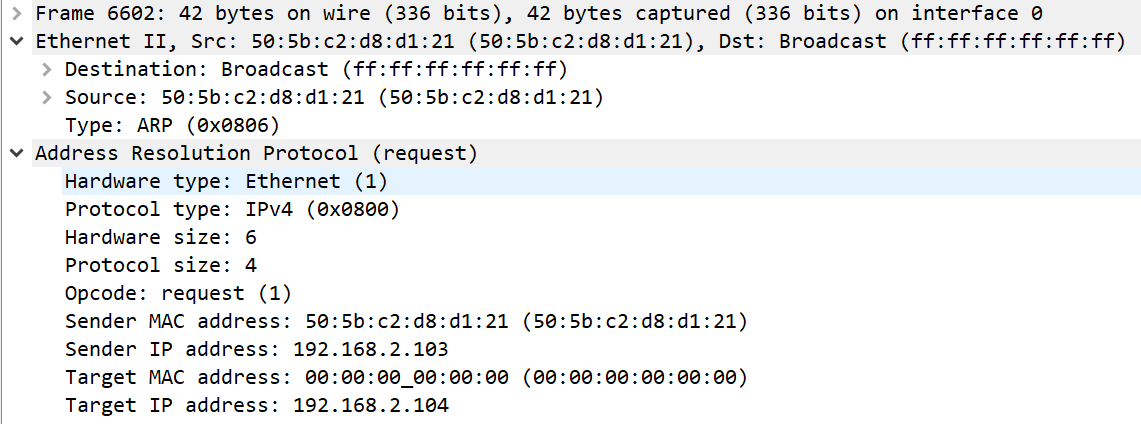 Frame 6602: 42 bytes on wire (336 bits), 42 bytes captured (336 bits) on interface 0
Ethernet II, Src: 50:5b:c2:d8:d1:21 (50:5b:c2:d8:d1:21), Dst: Broadcast (ff:ff:ff:ff:ff:ff)
Destination: Broadcast (ff:ff:ff:ff:ff:ff)
Source: 50:5b:c2:d8:d1:21 (50:5b:c2:d8:d1:21)
Type: ARP (0x0806)
Address Resolution Protocol (request)
Hardware type: Ethernet (1)
Protocol type: IPv4 (0x0800)
Hardware size: 6
Protocol size: 4
Opcode: request (1)
Sender MAC address: 50:5b:c2:d8:d1:21 (50:5b:c2:d8:d1:21)
Sender IP address: 192.168.2.103
Target MAC address: 00:00:00_00:00:00 (00:00:00:00:00:00)
Target IP address: 192.168.2.104